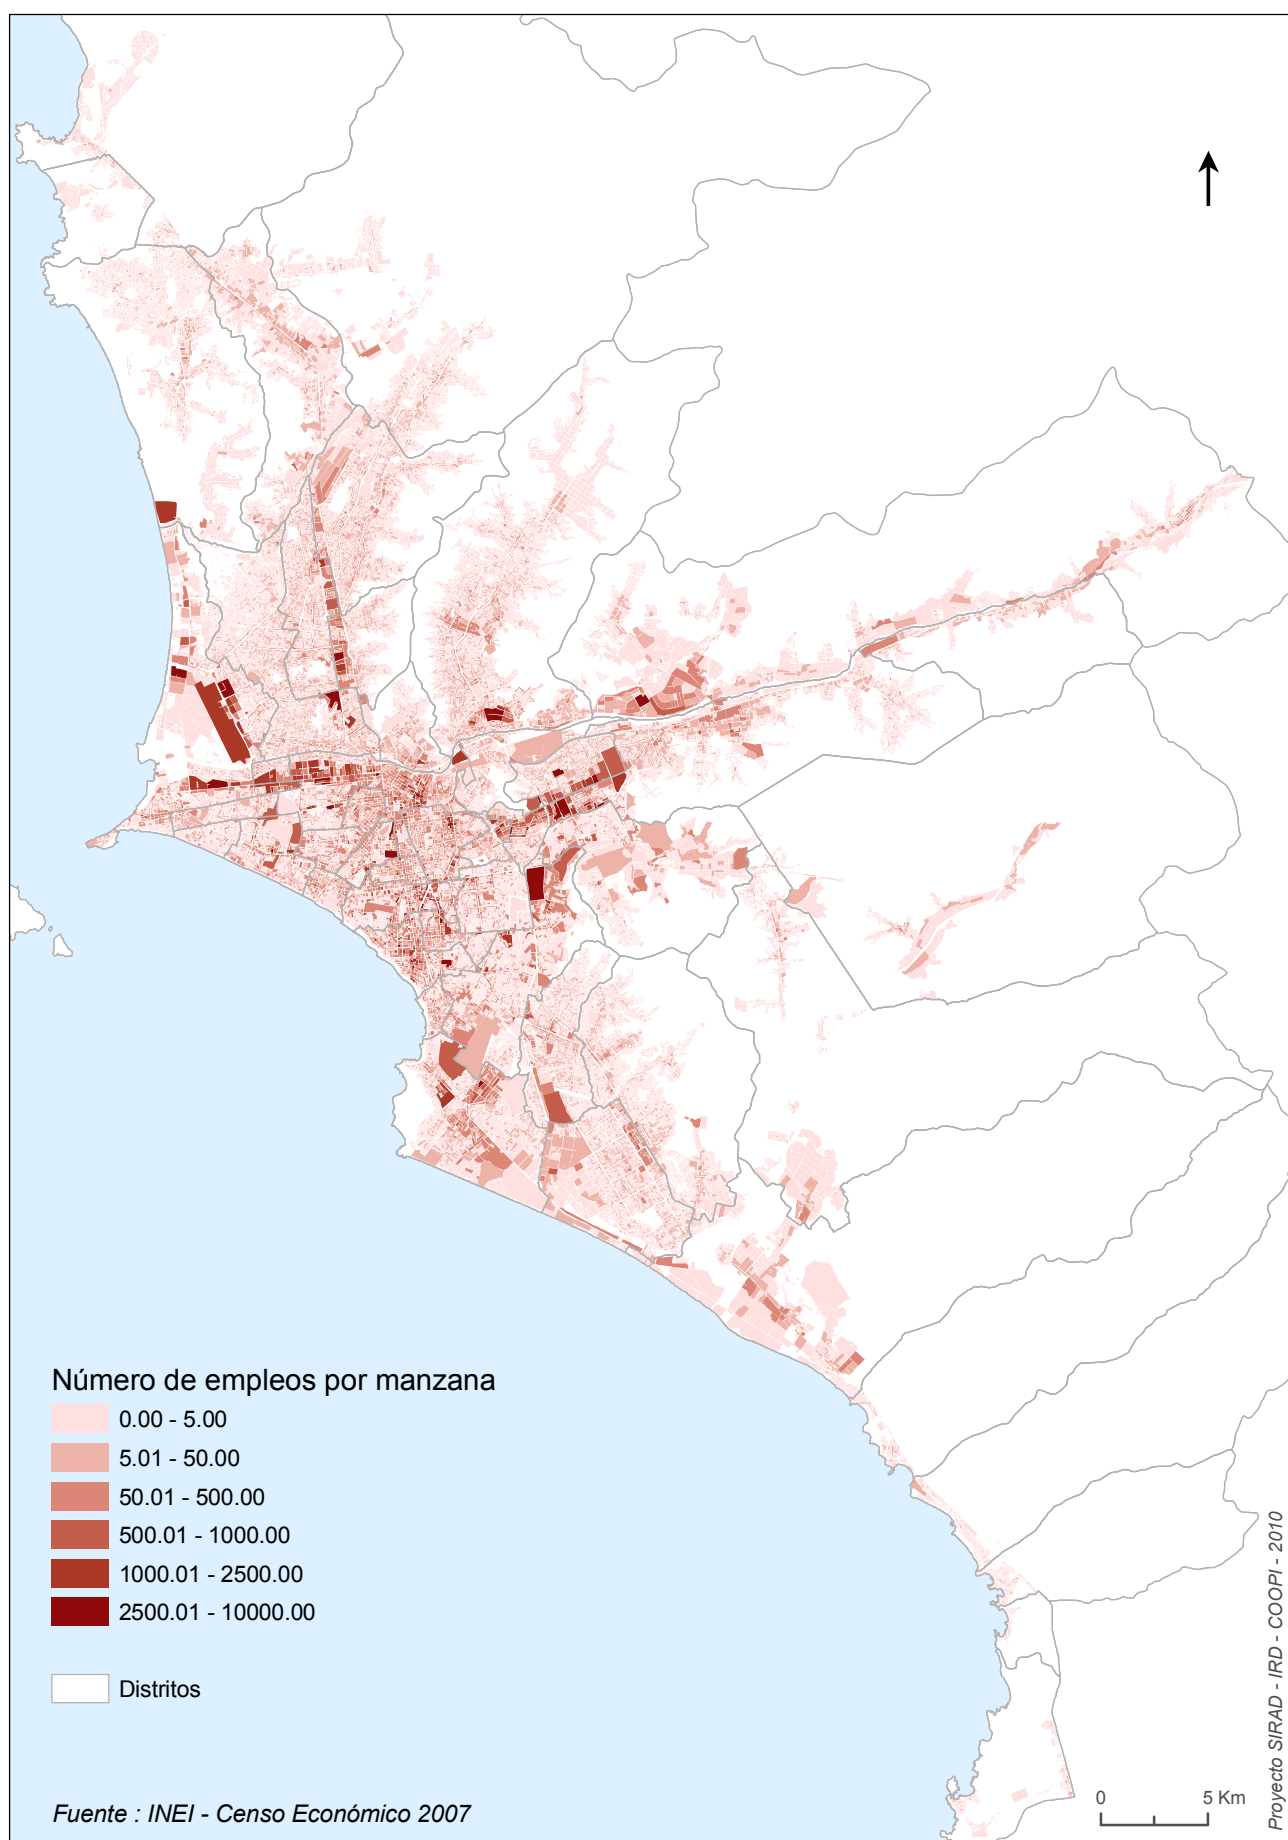 Número de empleos por manzana
0.00 - 5.00
5.01 - 50.00
50.01 - 500.00
500.01 - 1000.00
1000.01 - 2500.00
2500.01 - 10000.00
Distritos
Fuente : INEI - Censo Económico 2007
0 5 Km
Proyecto SIRAD - IRD - COOPI - 2010